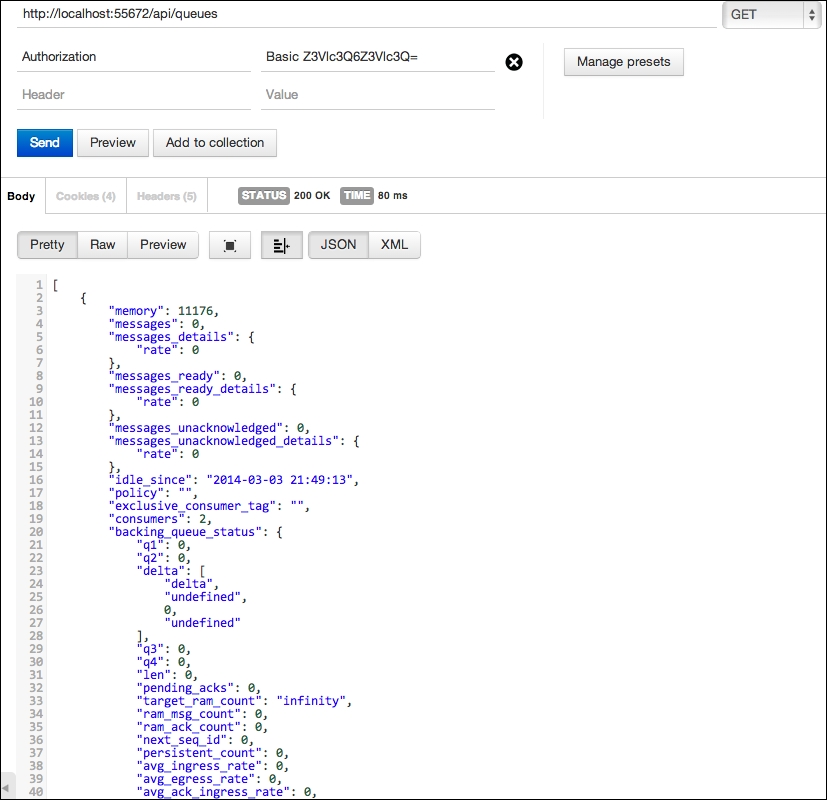 http://localhost:55672/api/queues GET
Authorization Basic Z3Vlc3Q6Z3Vlc3Q= Manage presets
Header Value
Send Preview Add to collection
Body Cookies (4) Headers (5) STATUS 200 OK TIME 80 ms
Pretty Raw Preview JSON XML
1 [
2 {
3 "memory": 11176,
4 "messages": 0,
5 "messages_details": {
6 "rate": 0
7 },
8 "messages_ready": 0,
9 "messages_ready_details": {
10 "rate": 0
11 },
12 "messages_unacknowledged": 0,
13 "messages_unacknowledged_details": {
14 "rate": 0
15 },
16 "idle_since": "2014-03-03 21:49:13",
17 "policy": "",
18 "exclusive_consumer_tag": "",
19 "consumers": 2,
20 "backing_queue_status": {
21 "q1": 0,
22 "q2": 0,
23 "delta": [
24 "delta",
25 "undefined",
26 0,
27 "undefined"
28 ],
29 "q3": 0,
30 "q4": 0,
31 "len": 0,
32 "pending_acks": 0,
33 "target_ram_count": "infinity",
34 "ram_msg_count": 0,
35 "ram_ack_count": 0,
36 "next_seq_id": 0,
37 "persistent_count": 0,
38 "avg_ingress_rate": 0,
39 "avg_egress_rate": 0,
40 "avg_ack_ingress_rate": 0,